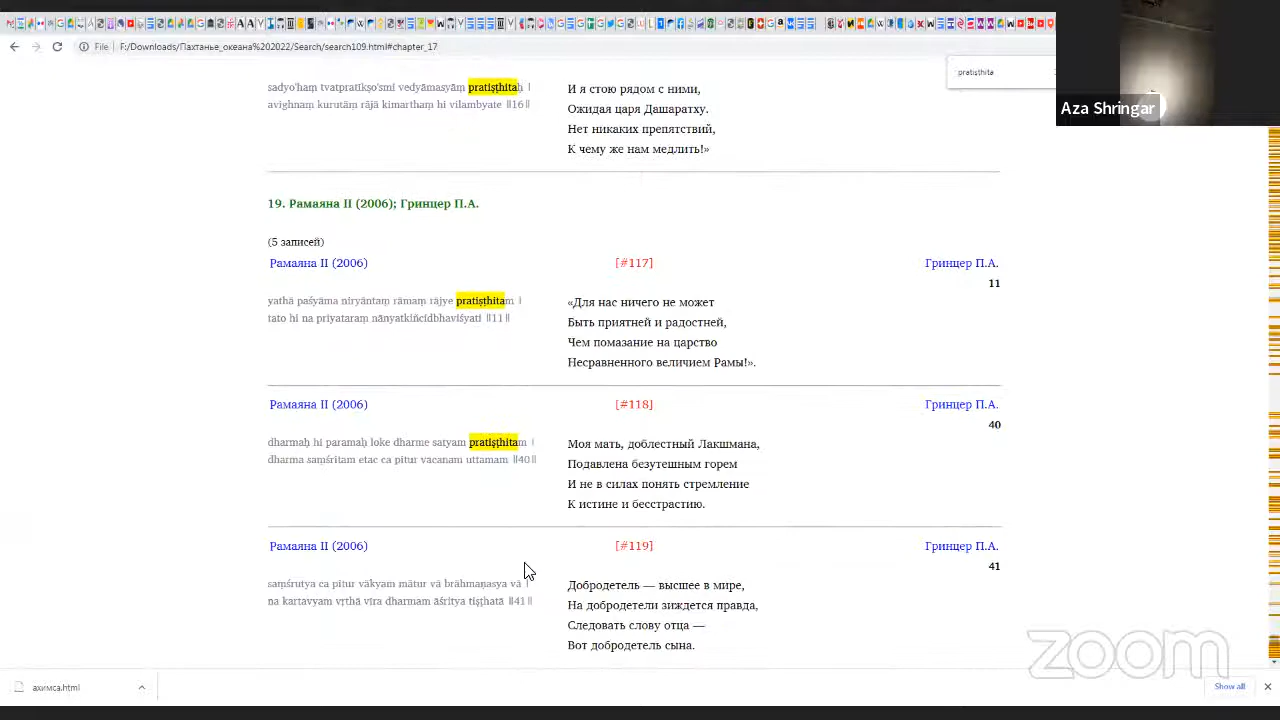 File
F:/Downloads/Пахтанье_океана%202022/Search/search109.html#chapter_17
pratiṣṭhita
Aza Shringar
sadyo'haṃ tvatpratīkṣo'smi vedyāmasyāṃ pratiṣṭhitaḥ |
avighnaṃ kurutāṃ rājā kimarthaṃ hi vilambyate ||16||
И я стою рядом с ними,
Ожидая царя Дашаратху.
Нет никаких препятствий,
К чему же нам медлить!»
19. Рамаяна II (2006); Гринцер П.А.
(5 записей)
Рамаяна II (2006)
[#117]
Гринцер П.А.
11
yathā paśyāma niryāntaṃ rāmaṃ rājye pratiṣṭhitam |
tato hi na priyataraṃ nānyatkiñcidbhaviśyati ||11||
«Для нас ничего не может
Быть приятней и радостней,
Чем помазание на царство
Несравненного величием Рамы!».
Рамаяна II (2006)
[#118]
Гринцер П.А.
40
dharmaḥ hi paramaḥ loke dharme satyam pratiṣṭhitam |
dharma saṃśritam etac ca pitur vacanam uttamam ||40||
Моя мать, доблестный Лакшмана,
Подавлена безутешным горем
И не в силах понять стремление
К истине и бесстрастию.
Рамаяна II (2006)
[#119]
Гринцер П.А.
41
saṃśrutya ca pitur vākyam mātur vā brāhmaṇasya vā |
na kartavyam vṛthā vīra dharmam āśritya tiṣṭhatā ||41||
Добродетель — высшее в мире,
На добродетели зиждется правда,
Следовать слову отца —
Вот добродетель сына.
zoom
ахимса.html
Show all